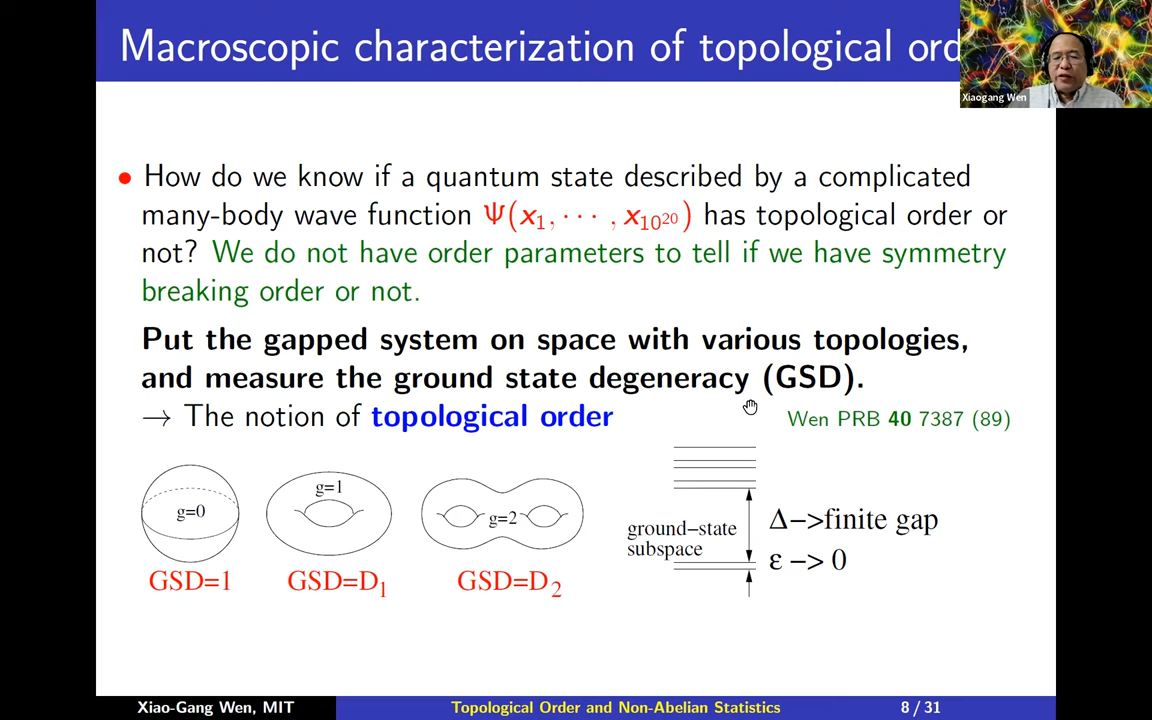 Macroscopic characterization of topological ord
Xiaogang Wen
• How do we know if a quantum state described by a complicated
many-body wave function Ψ(x₁, · · · , x₁₀²⁰) has topological order or
not? We do not have order parameters to tell if we have symmetry
breaking order or not.
Put the gapped system on space with various topologies,
and measure the ground state degeneracy (GSD).
→ The notion of topological order
Wen PRB 40 7387 (89)
g=0
g=1
g=2
GSD=1
GSD=D₁
GSD=D₂
ground−state
subspace
Δ−>finite gap
ε −> 0
Xiao-Gang Wen, MIT
Topological Order and Non-Abelian Statistics
8 / 31